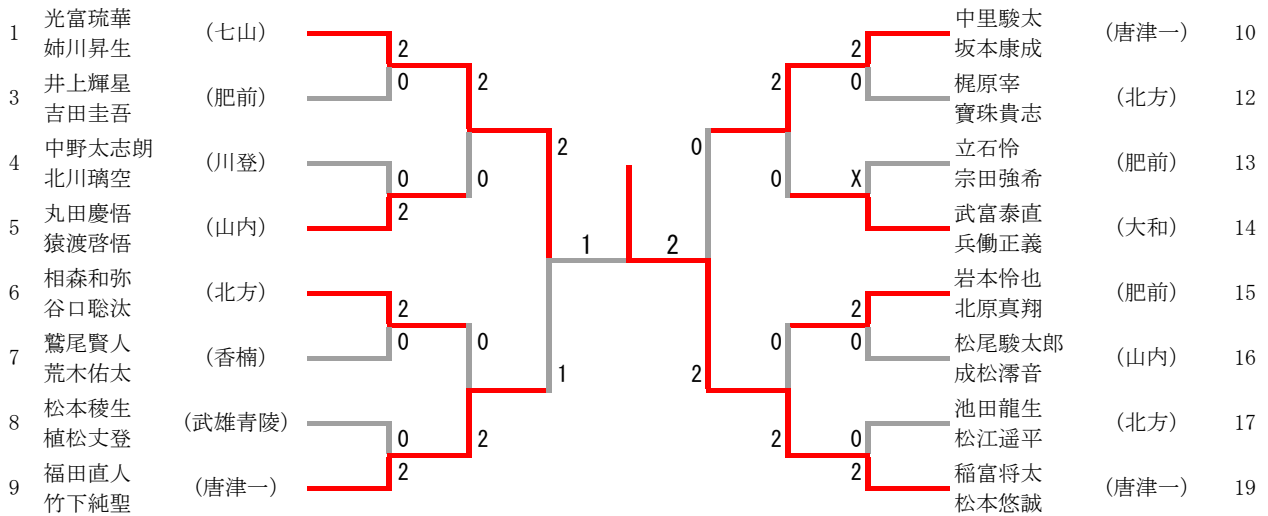 1 光富琉華 (七山)
姉川昇生
3 井上輝星 (肥前)
吉田圭吾
4 中野太志朗 (川登)
北川璃空
5 丸田慶悟 (山内)
猿渡啓悟
6 相森和弥 (北方)
谷口聡汰
7 鷲尾賢人 (香楠)
荒木佑太
8 松本稜生 (武雄青陵)
植松丈登
9 福田直人 (唐津一)
竹下純聖
2
0
2
0
2
0
2
0
0
2
0
2
2
1
1
2
0
2
2
0
2
0
X
2
0
0
2
中里駿太 (唐津一) 10
坂本康成
梶原宰 (北方) 12
寶珠貴志
立石怜 (肥前) 13
宗田強希
武富泰直 (大和) 14
兵働正義
岩本怜也 (肥前) 15
北原真翔
松尾駿太郎 (山内) 16
成松澪音
池田龍生 (北方) 17
松江遥平
稲富将太 (唐津一) 19
松本悠誠